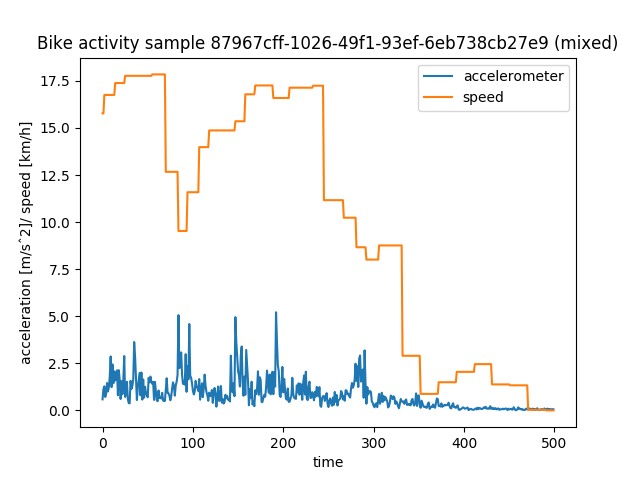 Bike activity sample 87967cff-1026-49f1-93ef-6eb738cb27e9 (mixed)
accelerometer
speed
acceleration [m/sˆ2]/ speed [km/h]
17.5
15.0
12.5
10.0
7.5
5.0
2.5
0.0
0
100
200
300
400
500
time